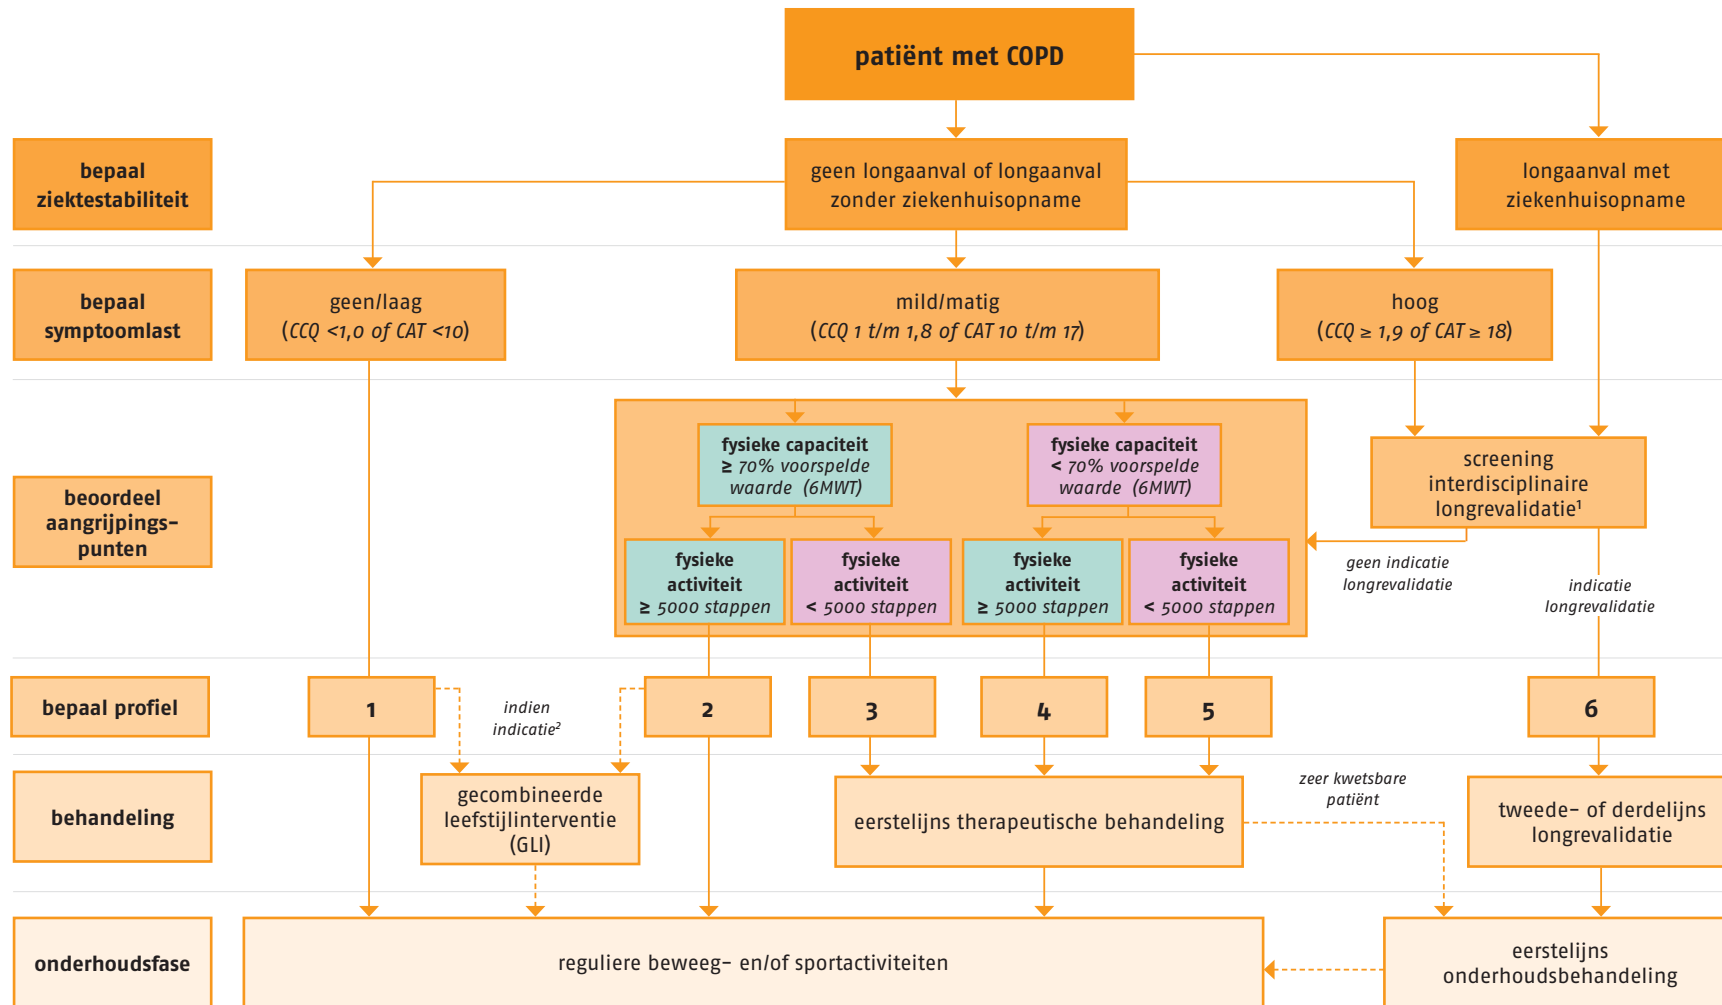 patiënt met COPD
bepaal
ziektestabiliteit
geen longaanval of longaanval
zonder ziekenhuisopname
longaanval met
ziekenhuisopname
bepaal
symptoomlast
geen/laag
(CCQ <1,0 of CAT <10)
mild/matig
(CCQ 1 t/m 1,8 of CAT 10 t/m 17)
hoog
(CCQ ≥ 1,9 of CAT ≥ 18)
beoordeel
aangrijpings-
punten
fysieke capaciteit
≥ 70% voorspelde
waarde (6MWT)
fysieke capaciteit
< 70% voorspelde
waarde (6MWT)
fysieke
activiteit
≥ 5000 stappen
fysieke
activiteit
< 5000 stappen
fysieke
activiteit
≥ 5000 stappen
fysieke
activiteit
< 5000 stappen
screening
interdisciplinaire
longrevalidatie¹
geen indicatie
longrevalidatie
indicatie
longrevalidatie
bepaal profiel
1
indien
indicatie²
2
3
4
5
6
behandeling
gecombineerde
leefstijlinterventie
(GLI)
eerstelijns therapeutische behandeling
zeer kwetsbare
patiënt
tweede- of derdelijns
longrevalidatie
onderhoudsfase
reguliere beweeg- en/of sportactiviteiten
eerstelijns
onderhoudsbehandeling